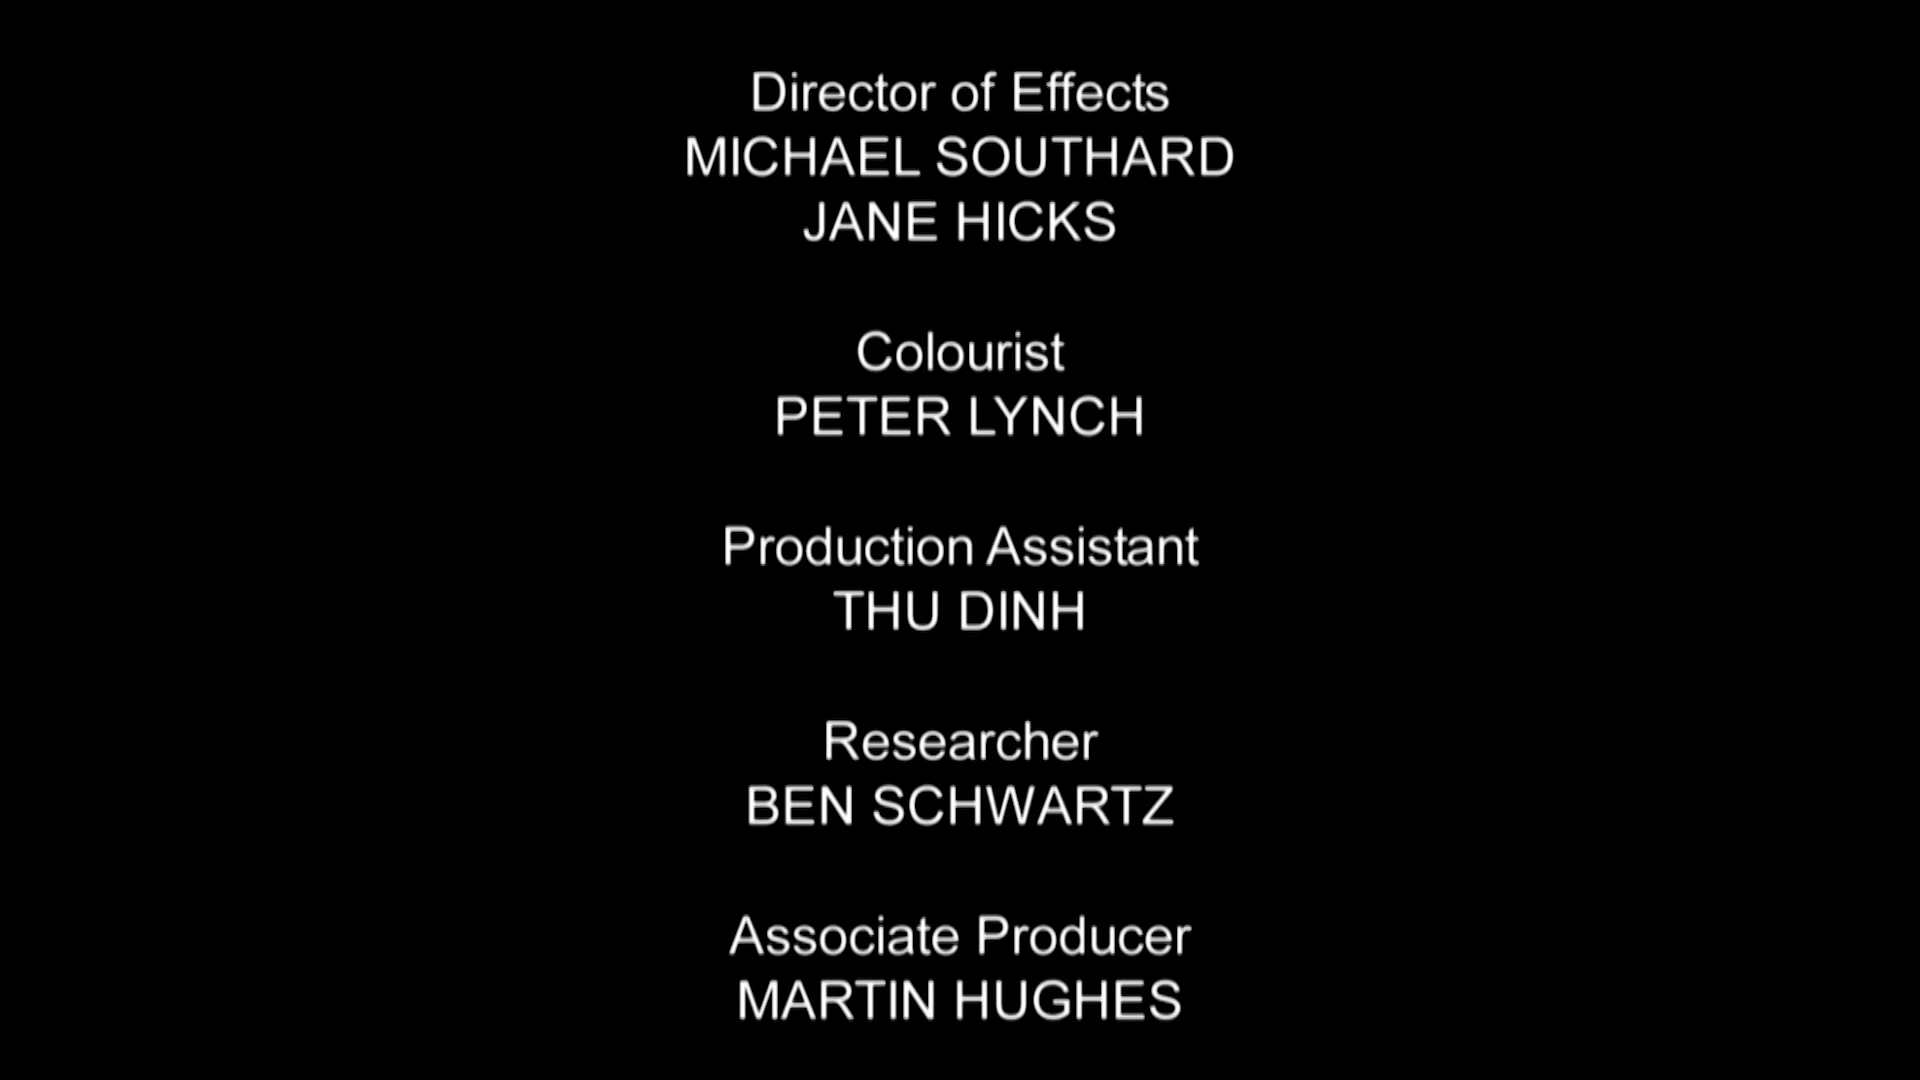 Director of Effects
MICHAEL SOUTHARD
JANE HICKS
Colourist
PETER LYNCH
Production Assistant
THU DINH
Researcher
BEN SCHWARTZ
Associate Producer
MARTIN HUGHES